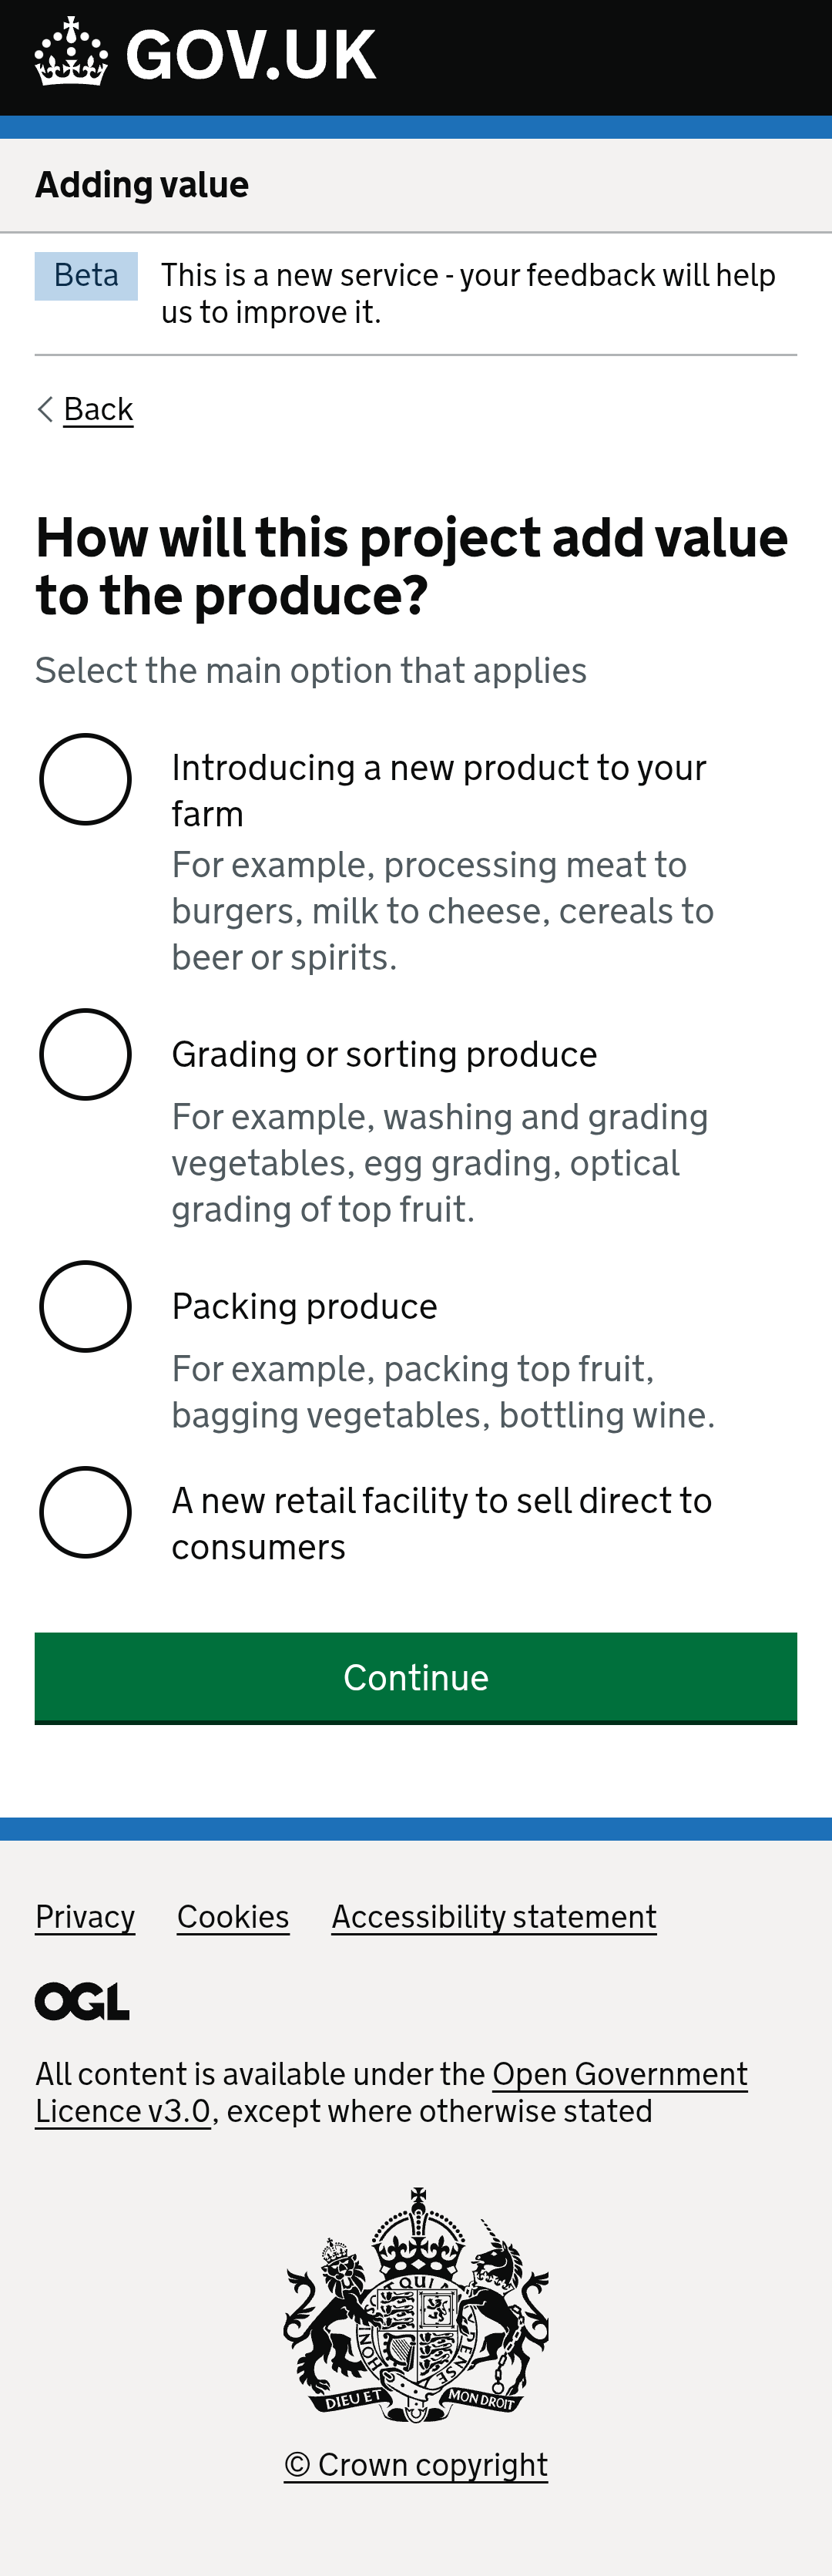 GOV.UK
Adding value
Beta
This is a new service - your feedback will help
us to improve it.
Back
How will this project add value
to the produce?
Select the main option that applies
Introducing a new product to your
farm
For example, processing meat to
burgers, milk to cheese, cereals to
beer or spirits.
Grading or sorting produce
For example, washing and grading
vegetables, egg grading, optical
grading of top fruit.
Packing produce
For example, packing top fruit,
bagging vegetables, bottling wine.
A new retail facility to sell direct to
consumers
Continue
Privacy Cookies Accessibility statement
OGL
All content is available under the Open Government
Licence v3.0, except where otherwise stated
QUI
HONI
PENSE
DIEU ET MON DROIT
© Crown copyright